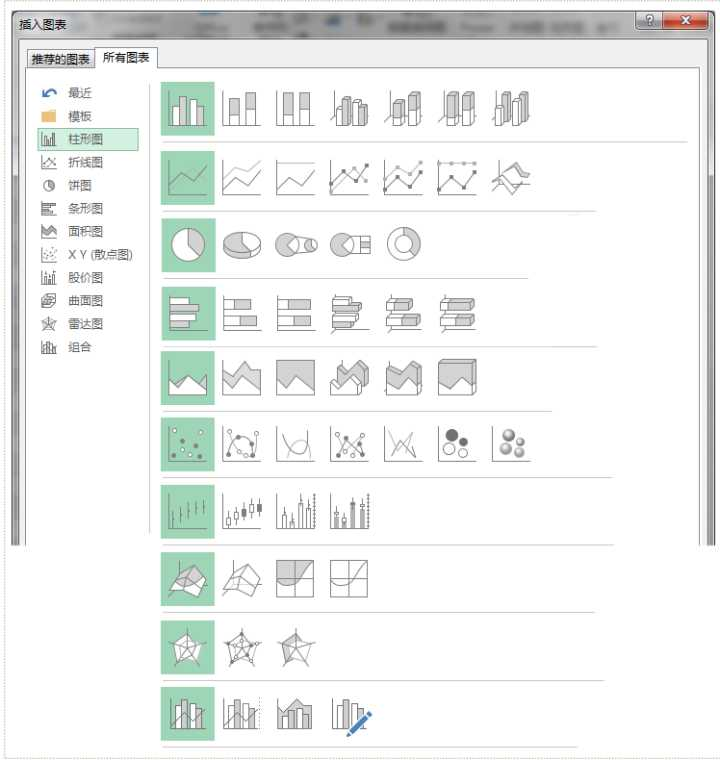 插入图表
推荐的图表 所有图表
最近
模板
柱形图
折线图
饼图
条形图
面积图
X Y (散点图)
股价图
曲面图
雷达图
组合